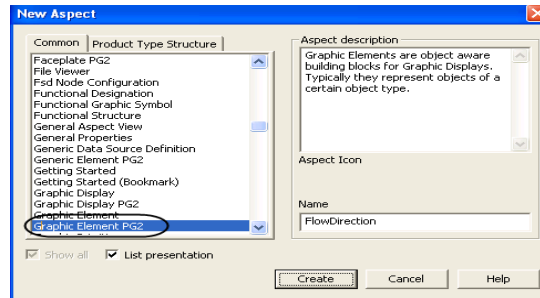 New Aspect
Common
Product Type Structure
Faceplate PG2
File Viewer
Fsd Node Configuration
Functional Designation
Functional Graphic Symbol
Functional Structure
General Aspect View
General Properties
Generic Data Source Definition
Generic Element PG2
Getting Started
Getting Started (Bookmark)
Graphic Display
Graphic Display PG2
Graphic Element
Graphic Element PG2
Show all
List presentation
Aspect description
Graphic Elements are object aware
building blocks for Graphic Displays.
Typically they represent objects of a
certain object type.
Aspect Icon
Name
FlowDirection
Create
Cancel
Help